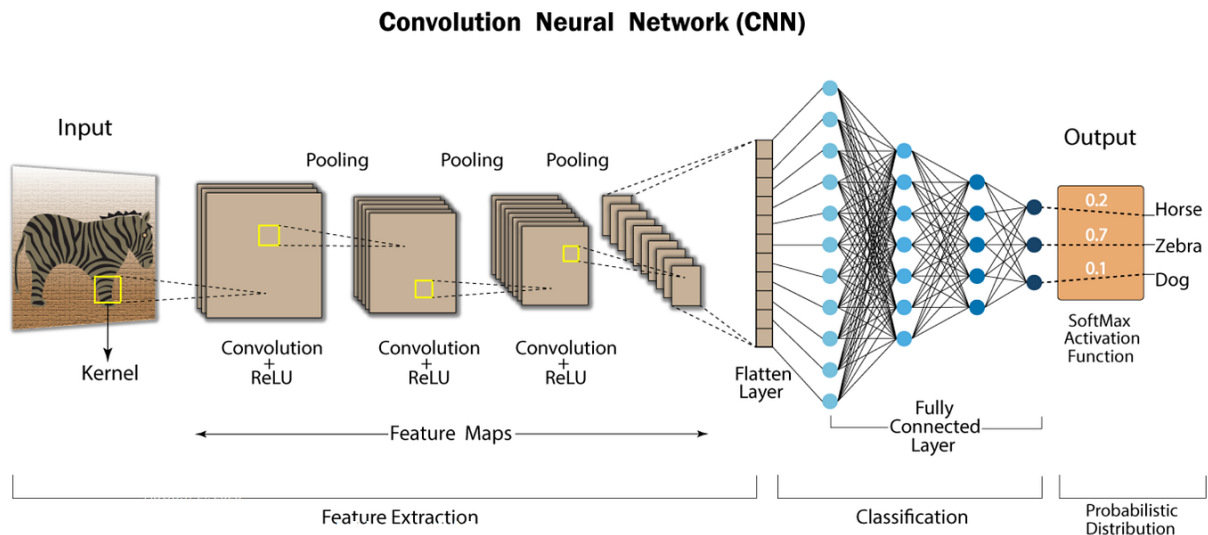 Convolution Neural Network (CNN)
Input
Kernel
Pooling
Pooling
Pooling
Convolution
+
ReLU
Convolution
+
ReLU
Convolution
+
ReLU
Feature Maps
Flatten
Layer
Fully
Connected
Layer
Output
0.2
0.7
0.1
Horse
Zebra
Dog
SoftMax
Activation
Function
Feature Extraction
Classification
Probabilistic
Distribution